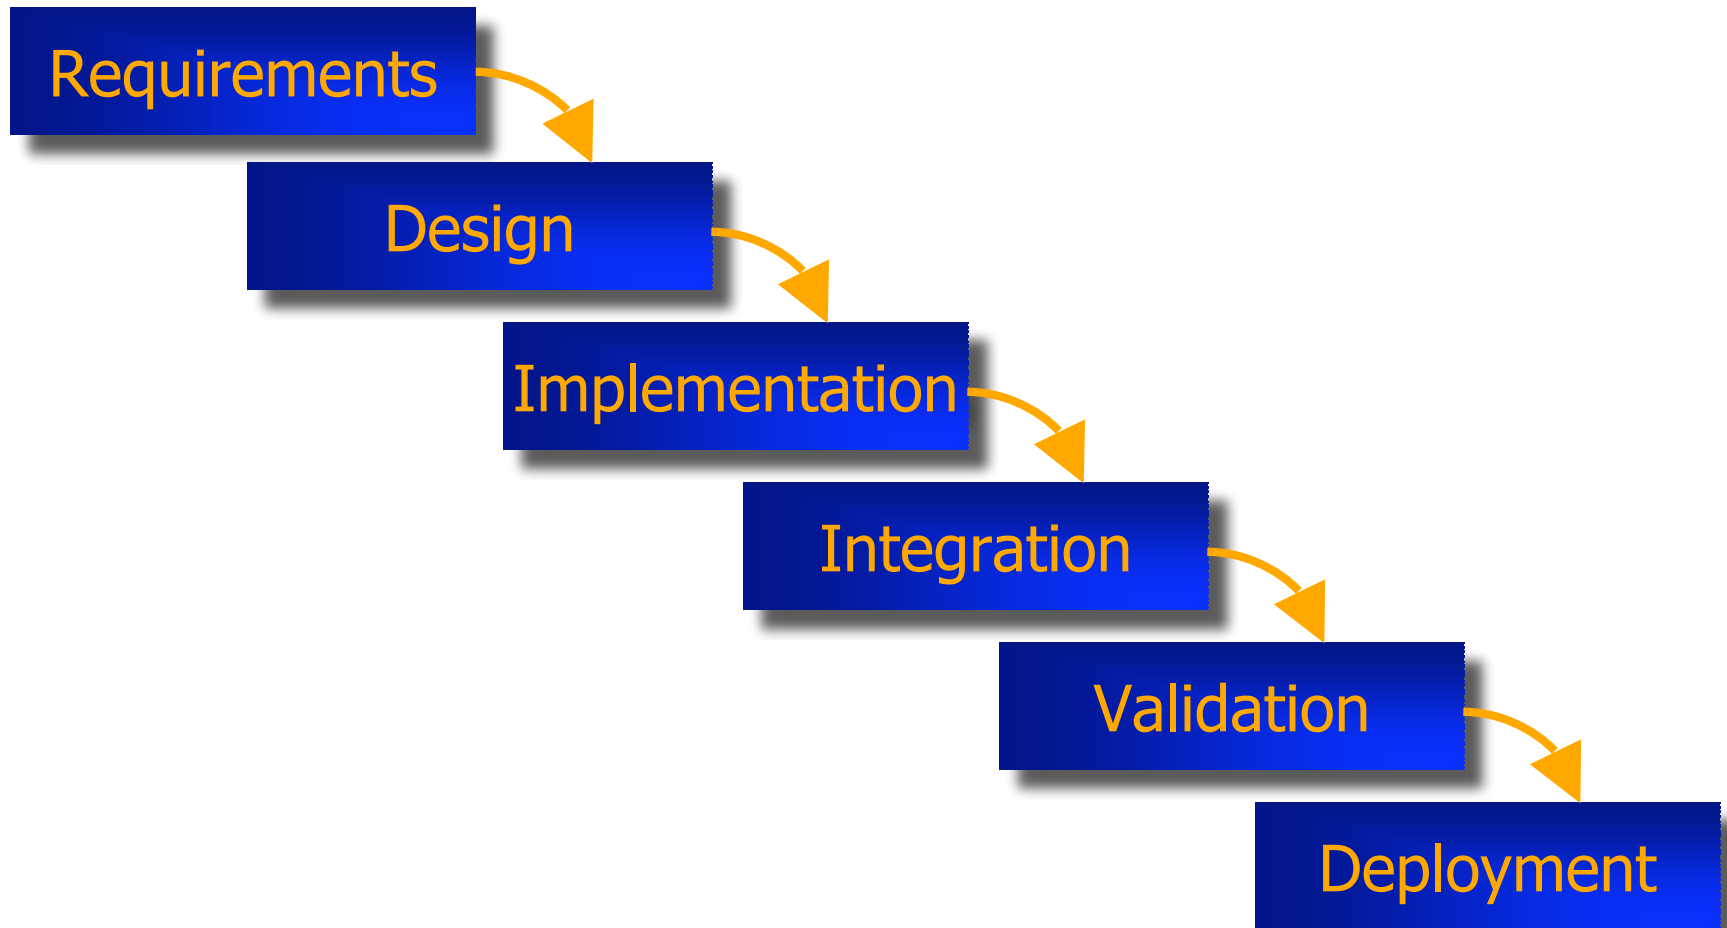 Requirements
Design
Implementation
Integration
Validation
Deployment